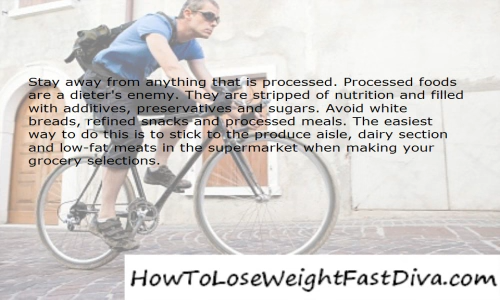 Stay away from anything that is processed. Processed foods
are a dieter's enemy. They are stripped of nutrition and filled
with additives, preservatives and sugars. Avoid white
breads, refined snacks and processed meals. The easiest
way to do this is to stick to the produce aisle, dairy section
and low-fat meats in the supermarket when making your
grocery selections.
HowToLoseWeightFastDiva.com